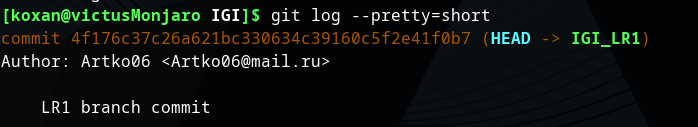 [koxan@victusMonjaro IGI]$ git log --pretty=short
commit 4f176c37c26a621bc330634c39160c5f2e41f0b7 (HEAD -> IGI_LR1)
Author: Artko06 <Artko06@mail.ru>
LR1 branch commit